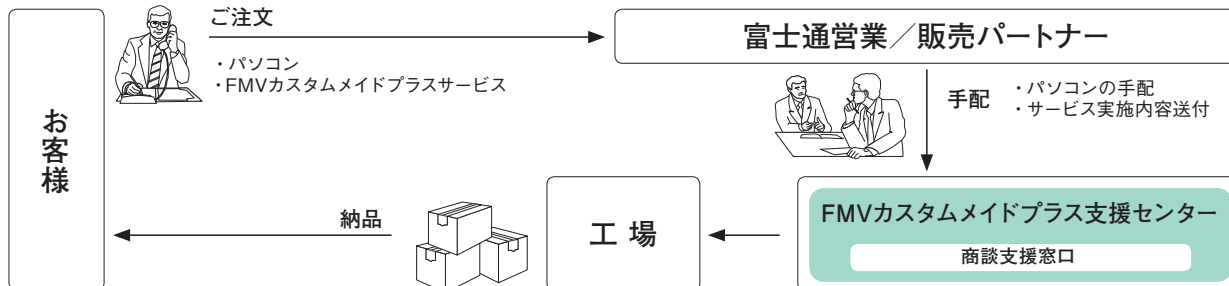 ご注文
・パソコン
・FMVカスタムメイドプラスサービス
富士通営業／販売パートナー
手配
・パソコンの手配
・サービス実施内容送付
お客様
納品
工場
FMVカスタムメイドプラス支援センター
商談支援窓口